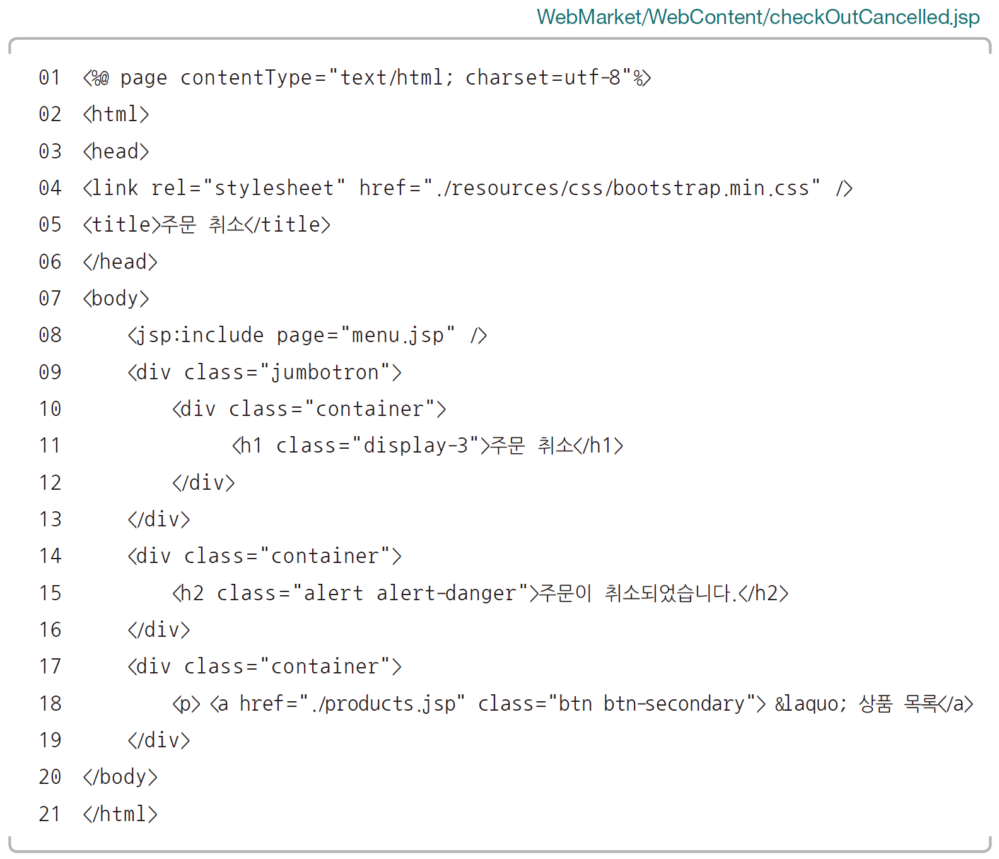 WebMarket/WebContent/checkOutCancelled.jsp
01 <%@ page contentType="text/html; charset=utf-8"%>
02 <html>
03 <head>
04 <link rel="stylesheet" href="./resources/css/bootstrap.min.css" />
05 <title>주문 취소</title>
06 </head>
07 <body>
08     <jsp:include page="menu.jsp" />
09     <div class="jumbotron">
10         <div class="container">
11             <h1 class="display-3">주문 취소</h1>
12         </div>
13     </div>
14     <div class="container">
15         <h2 class="alert alert-danger">주문이 취소되었습니다.</h2>
16     </div>
17     <div class="container">
18         <p> <a href="./products.jsp" class="btn btn-secondary"> &laquo; 상품 목록</a>
19     </div>
20 </body>
21 </html>